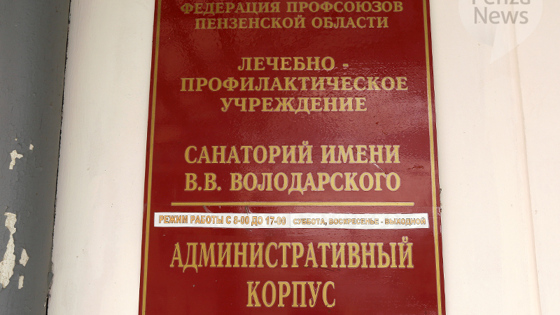 Penza
News
ФЕДЕРАЦИЯ ПРОФСОЮЗОВ
ПЕНЗЕНСКОЙ ОБЛАСТИ
ЛЕЧЕБНО -
ПРОФИЛАКТИЧЕСКОЕ
УЧРЕЖДЕНИЕ
САНАТОРИЙ ИМЕНИ
В.В. ВОЛОДАРСКОГО
РЕЖИМ РАБОТЫ С 8-00 ДО 17-00 СУББОТА, ВОСКРЕСЕНЬЕ - ВЫХОДНОЙ
АДМИНИСТРАТИВНЫЙ
КОРПУС